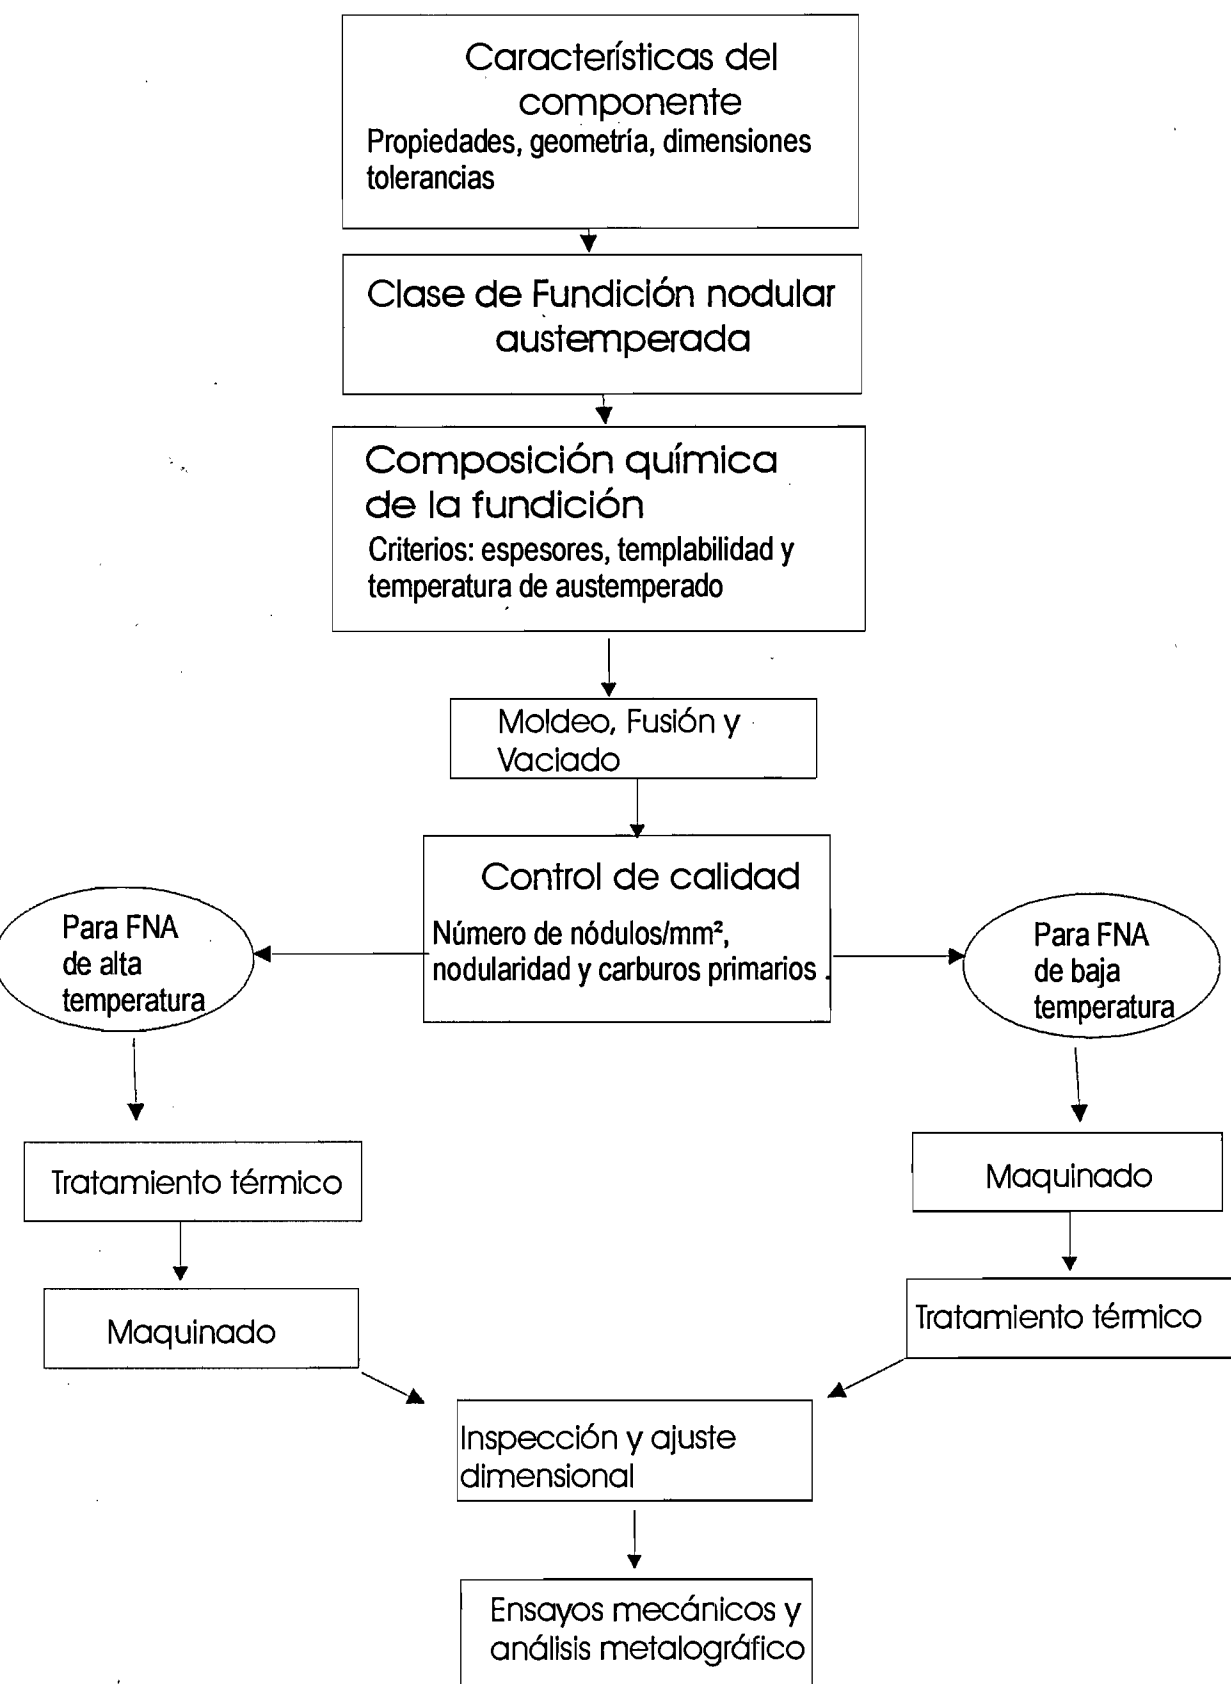 Características del
componente
Propiedades, geometría, dimensiones
tolerancias
Clase de Fundición nodular
austemperada
Composición química
de la fundición
Criterios: espesores, templabilidad y
temperatura de austemperado
Moldeo, Fusión y
Vaciado
Control de calidad
Número de nódulos/mm²,
nodularidad y carburos primarios .
Para FNA
de alta
temperatura
Para FNA
de baja
temperatura
Tratamiento térmico
Maquinado
Maquinado
Tratamiento térmico
Inspección y ajuste
dimensional
Ensayos mecánicos y
análisis metalográfico